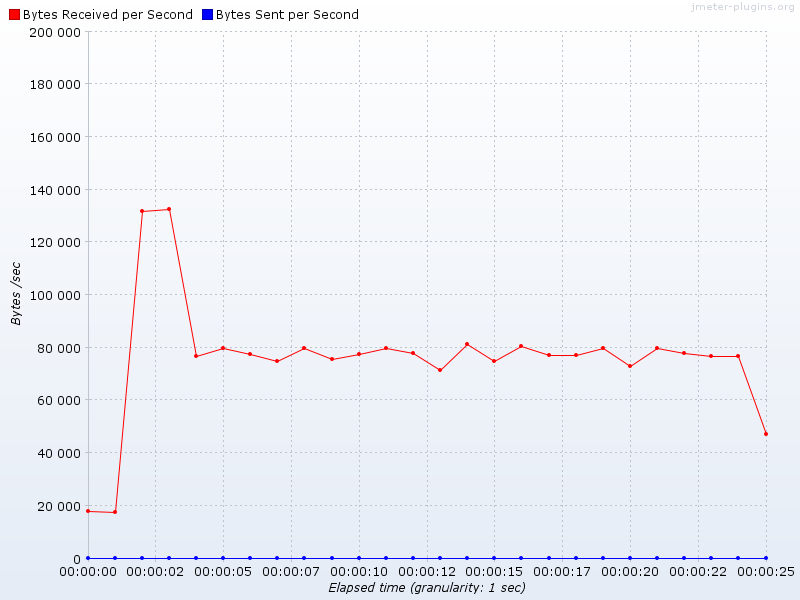 Bytes Received per Second Bytes Sent per Second
jmeter-plugins.org
200 000
180 000
160 000
140 000
120 000
100 000
80 000
60 000
40 000
20 000
0
Bytes /sec
00:00:00 00:00:02 00:00:05 00:00:07 00:00:10 00:00:12 00:00:15 00:00:17 00:00:20 00:00:22 00:00:25
Elapsed time (granularity: 1 sec)